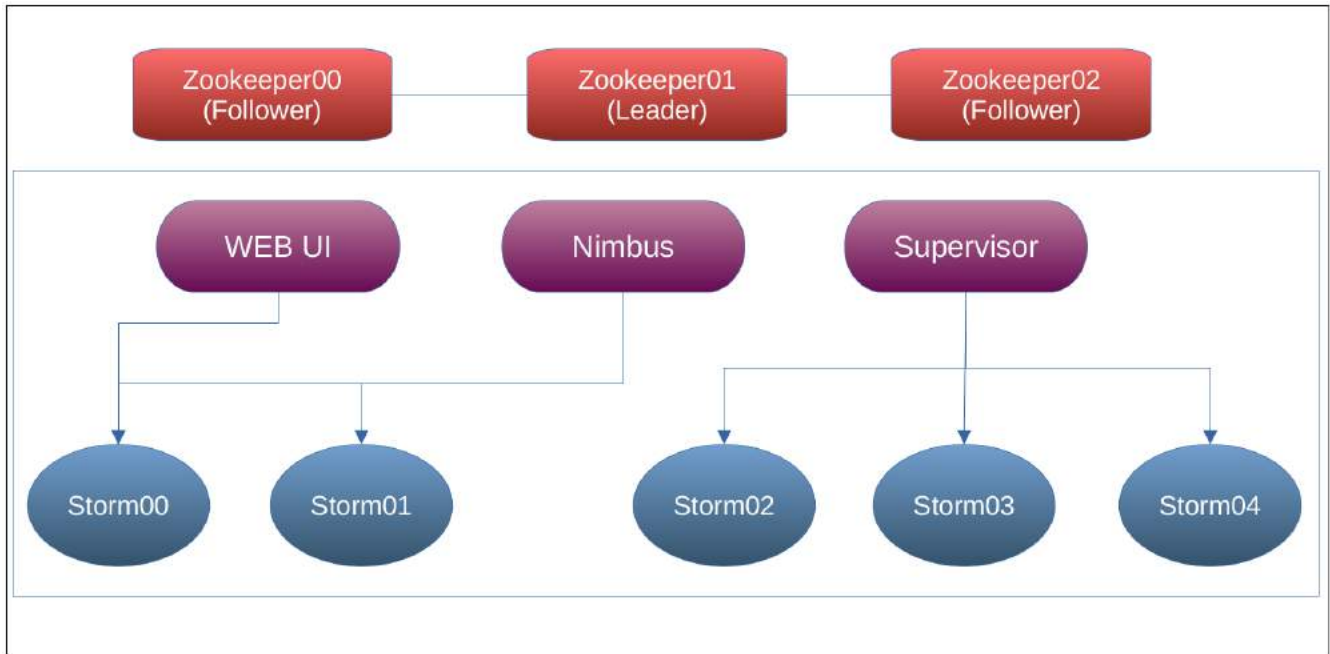 Zookeeper00
(Follower)
Zookeeper01
(Leader)
Zookeeper02
(Follower)
WEB UI
Nimbus
Supervisor
Storm00
Storm01
Storm02
Storm03
Storm04